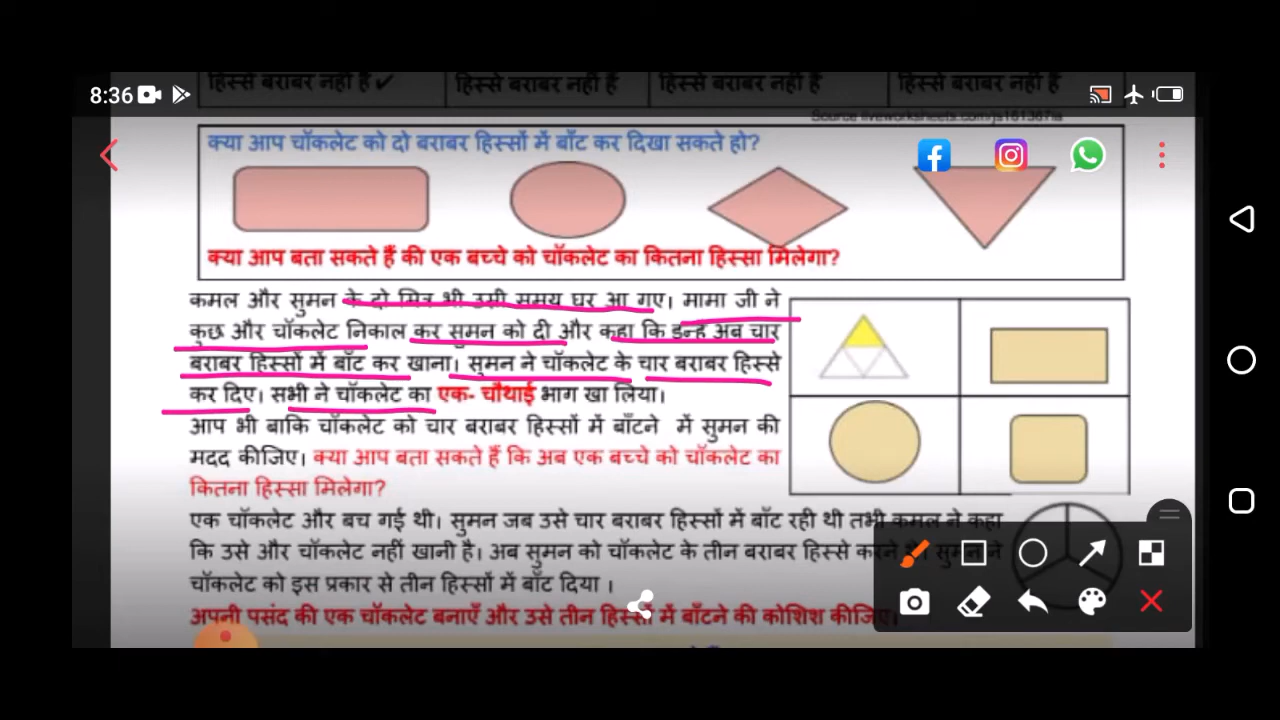 हिस्से बराबर नहीं है ✓ हिस्से बराबर नहीं हैं हिस्से बराबर नहीं हैं हिस्से बराबर नहीं हैं
8:36
क्या आप चॉकलेट को दो बराबर हिस्सों में बाँट कर दिखा सकते हो?
क्या आप बता सकते हैं की एक बच्चे को चॉकलेट का कितना हिस्सा मिलेगा?
कमल और सुमन के दो मित्र भी उसी समय घर आ गए। मामा जी ने
कुछ और चॉकलेट निकाल कर सुमन को दी और कहा कि इन्हें अब चार
बराबर हिस्सों में बाँट कर खाना। सुमन ने चॉकलेट के चार बराबर हिस्से
कर दिए। सभी ने चॉकलेट का एक- चौथाई भाग खा लिया।
आप भी बाकि चॉकलेट को चार बराबर हिस्सों में बाँटने में सुमन की
मदद कीजिए। क्या आप बता सकते हैं कि अब एक बच्चे को चॉकलेट का
कितना हिस्सा मिलेगा?
एक चॉकलेट और बच गई थी। सुमन जब उसे चार बराबर हिस्सों में बाँट रही थी तभी कमल ने कहा
कि उसे और चॉकलेट नहीं खानी है। अब सुमन को चॉकलेट के तीन बराबर हिस्से करने थे। सुमन ने
चॉकलेट को इस प्रकार से तीन हिस्सों में बाँट दिया ।
अपनी पसंद की एक चॉकलेट बनाएँ और उसे तीन हिस्सों में बाँटने की कोशिश कीजिए।